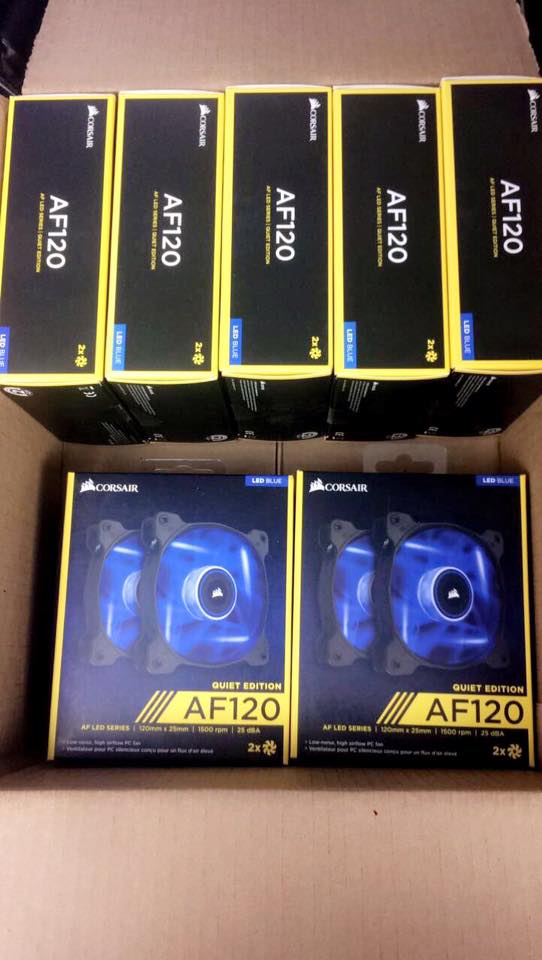 CORSAIR
AF120
AF LED SERIES | QUIET EDITION
LED BLUE
2x
CORSAIR
AF120
AF LED SERIES | QUIET EDITION
LED BLUE
2x
CORSAIR
AF120
AF LED SERIES | QUIET EDITION
LED BLUE
2x
CORSAIR
AF120
AF LED SERIES | QUIET EDITION
LED BLUE
2x
CORSAIR
AF120
AF LED SERIES | QUIET EDITION
LED BLUE
2x
CORSAIR
LED BLUE
QUIET EDITION
AF120
AF LED SERIES | 120mm x 25mm | 1500 rpm | 25 dBA
• Low-noise, high airflow PC fan
• Ventilateur pour PC silencieux conçu pour un flux d'air élevé
2x
CORSAIR
LED BLUE
QUIET EDITION
AF120
AF LED SERIES | 120mm x 25mm | 1500 rpm | 25 dBA
• Low-noise, high airflow PC fan
• Ventilateur pour PC silencieux conçu pour un flux d'air élevé
2x